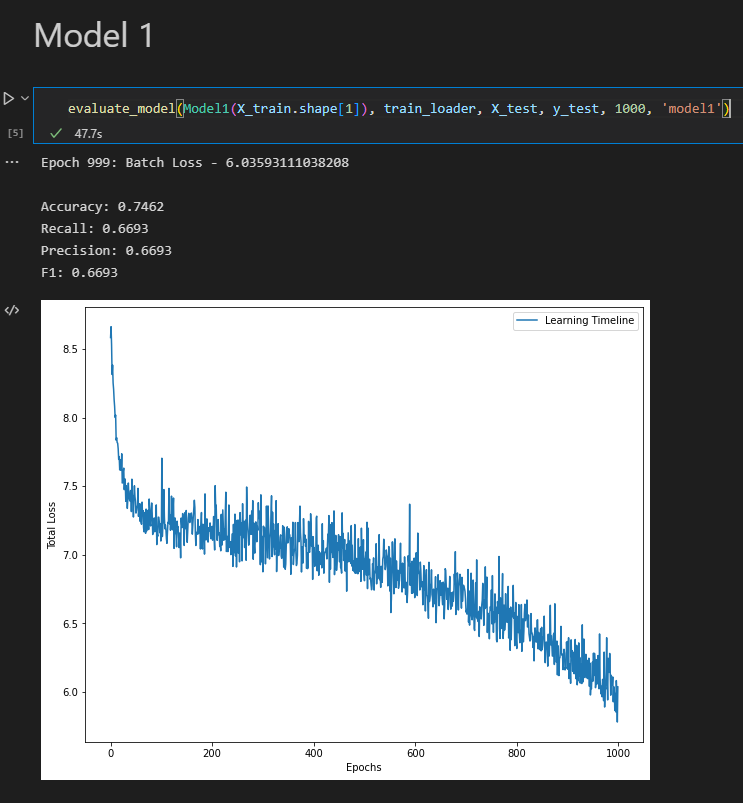 Model 1
evaluate_model(Model1(X_train.shape[1]), train_loader, X_test, y_test, 1000, 'model1')
[5]
47.7s
Epoch 999: Batch Loss - 6.03593111038208
Accuracy: 0.7462
Recall: 0.6693
Precision: 0.6693
F1: 0.6693
Learning Timeline
8.5
8.0
7.5
7.0
6.5
6.0
Total Loss
0 200 400 600 800 1000
Epochs